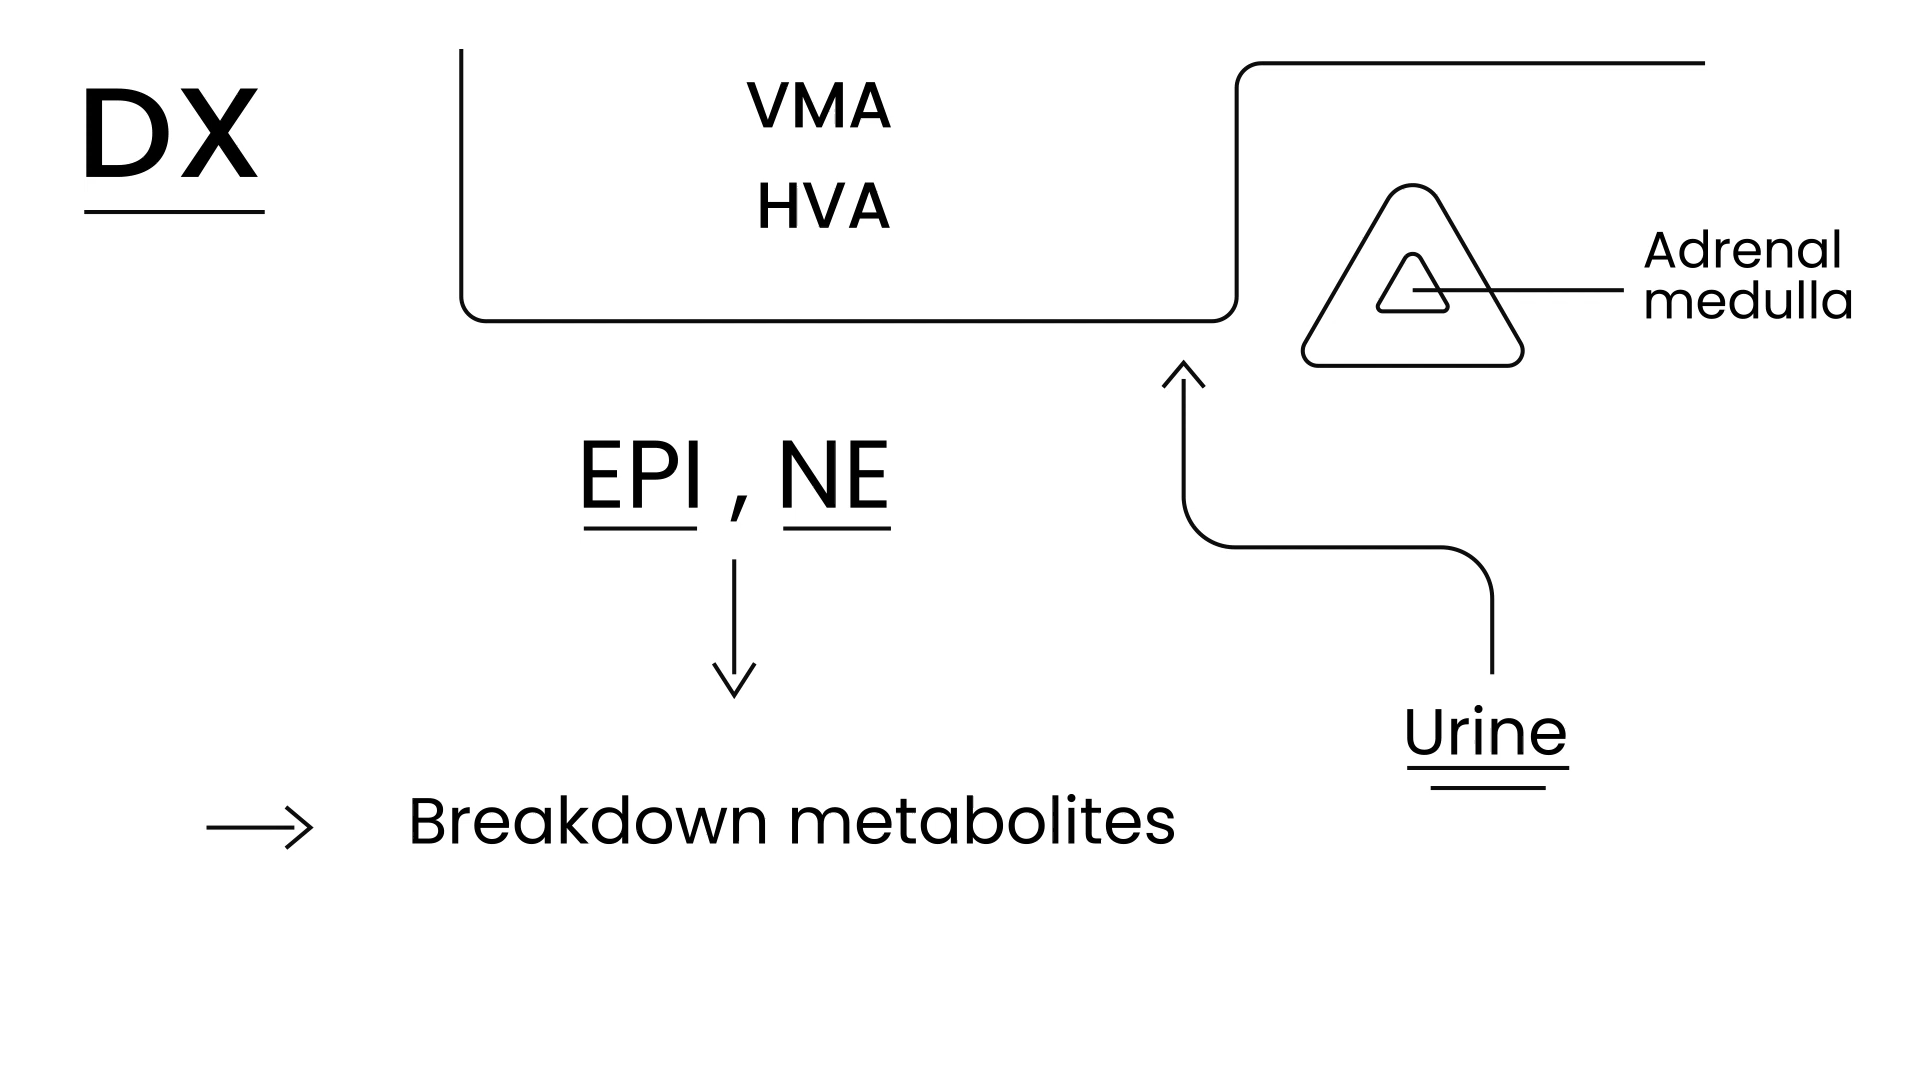 DX
VMA
HVA
Adrenal
medulla
EPI , NE
Urine
Breakdown metabolites